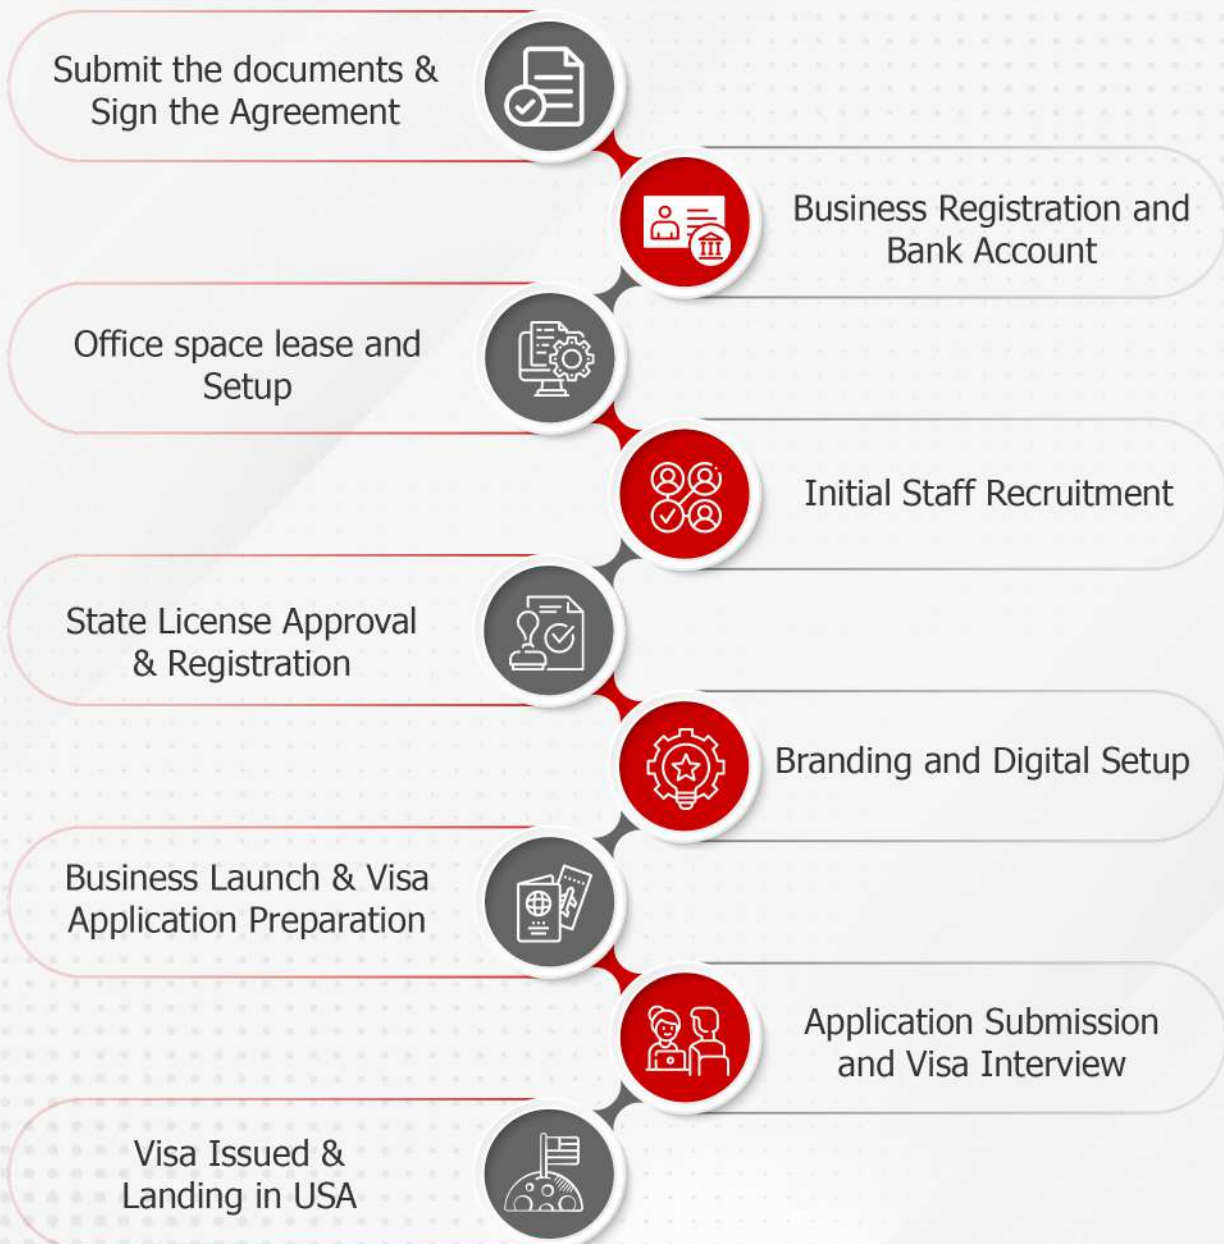 Submit the documents &
Sign the Agreement
Business Registration and
Bank Account
Office space lease and
Setup
Initial Staff Recruitment
State License Approval
& Registration
Branding and Digital Setup
Business Launch & Visa
Application Preparation
Application Submission
and Visa Interview
Visa Issued &
Landing in USA